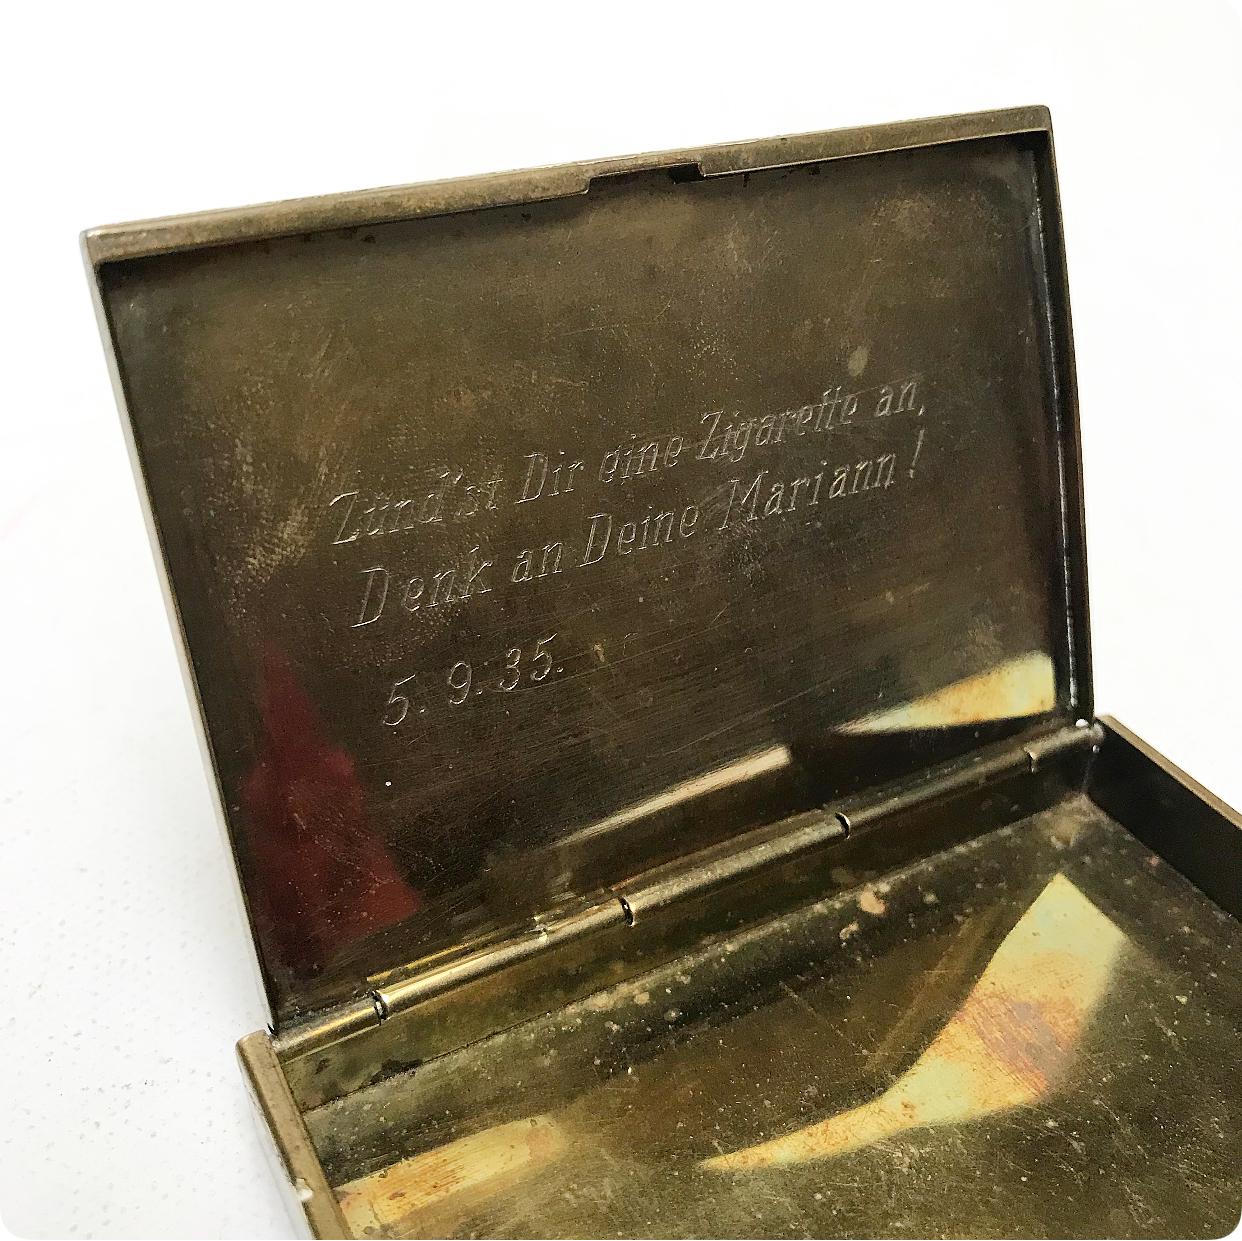 Zünd'st Dir eine Zigarette an,
Denk an Deine Mariann!
5.9.35.